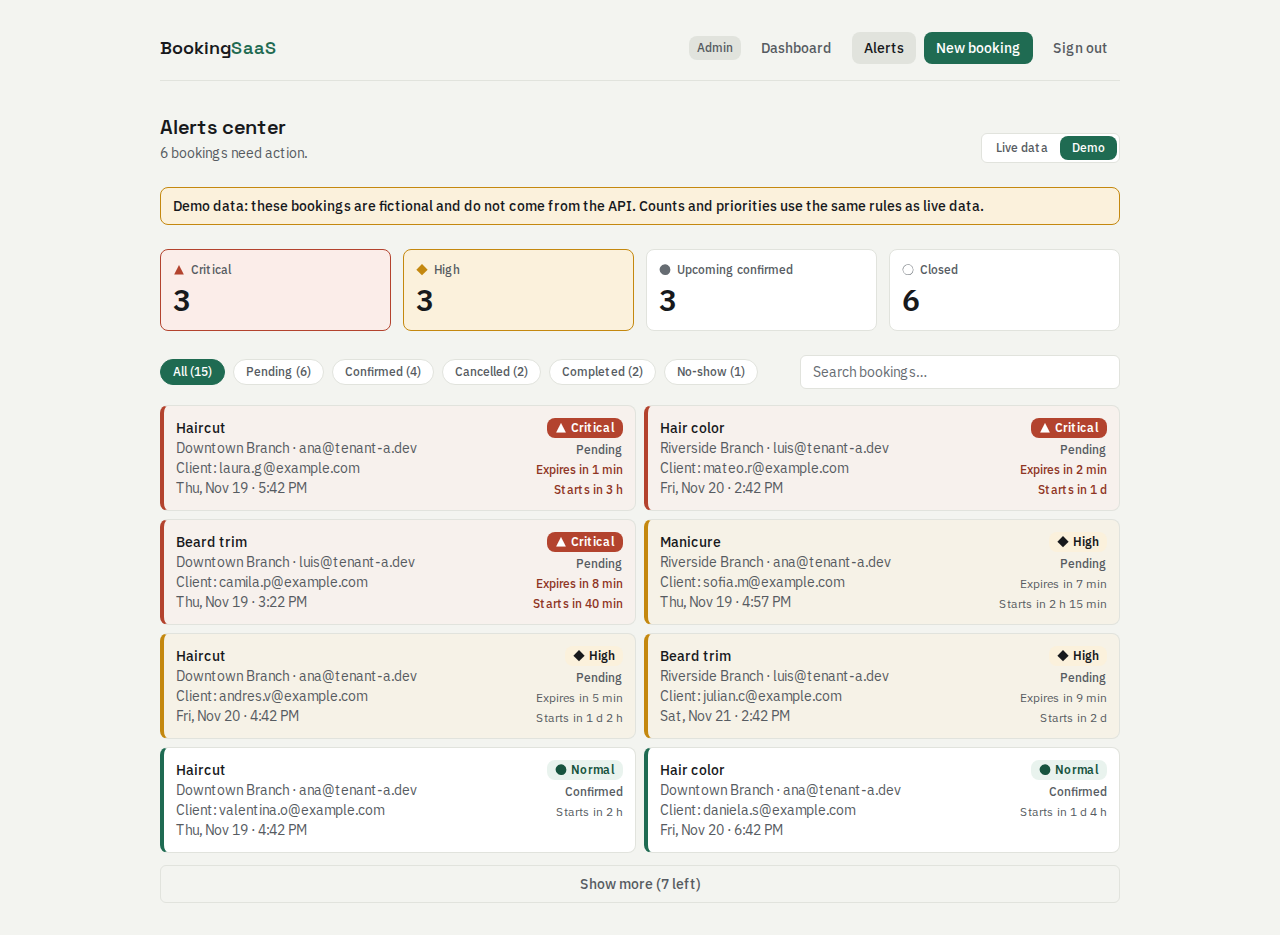 BookingSaaS
Admin
Dashboard
Alerts
New booking
Sign out
Alerts center
6 bookings need action.
Live data
Demo
Demo data: these bookings are fictional and do not come from the API. Counts and priorities use the same rules as live data.
Critical
3
High
3
Upcoming confirmed
3
Closed
6
All (15)
Pending (6)
Confirmed (4)
Cancelled (2)
Completed (2)
No-show (1)
Search bookings...
Haircut
Downtown Branch · ana@tenant-a.dev
Client: laura.g@example.com
Thu, Nov 19 · 5:42 PM
Critical
Pending
Expires in 1 min
Starts in 3 h
Hair color
Riverside Branch · luis@tenant-a.dev
Client: mateo.r@example.com
Fri, Nov 20 · 2:42 PM
Critical
Pending
Expires in 2 min
Starts in 1 d
Beard trim
Downtown Branch · luis@tenant-a.dev
Client: camila.p@example.com
Thu, Nov 19 · 3:22 PM
Critical
Pending
Expires in 8 min
Starts in 40 min
Manicure
Riverside Branch · ana@tenant-a.dev
Client: sofia.m@example.com
Thu, Nov 19 · 4:57 PM
High
Pending
Expires in 7 min
Starts in 2 h 15 min
Haircut
Downtown Branch · ana@tenant-a.dev
Client: andres.v@example.com
Fri, Nov 20 · 4:42 PM
High
Pending
Expires in 5 min
Starts in 1 d 2 h
Beard trim
Riverside Branch · luis@tenant-a.dev
Client: julian.c@example.com
Sat, Nov 21 · 2:42 PM
High
Pending
Expires in 9 min
Starts in 2 d
Haircut
Downtown Branch · ana@tenant-a.dev
Client: valentina.o@example.com
Thu, Nov 19 · 4:42 PM
Normal
Confirmed
Starts in 2 h
Hair color
Downtown Branch · ana@tenant-a.dev
Client: daniela.s@example.com
Fri, Nov 20 · 6:42 PM
Normal
Confirmed
Starts in 1 d 4 h
Show more (7 left)